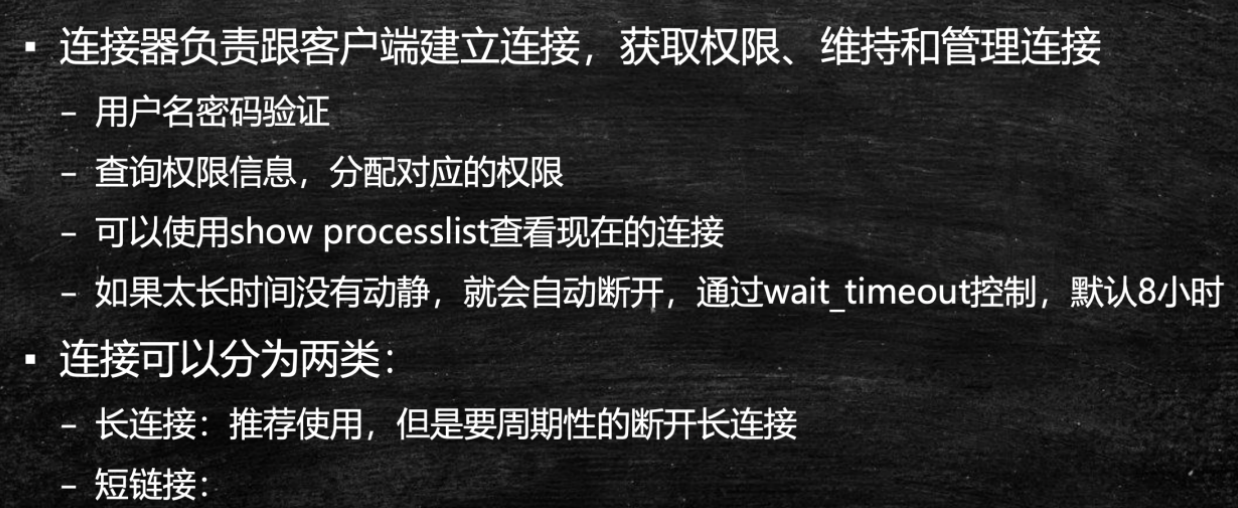 ▪ 连接器负责跟客户端建立连接，获取权限、维持和管理连接
– 用户名密码验证
– 查询权限信息，分配对应的权限
– 可以使用show processlist查看现在的连接
– 如果太长时间没有动静，就会自动断开，通过wait_timeout控制，默认8小时
▪ 连接可以分为两类：
– 长连接：推荐使用，但是要周期性的断开长连接
– 短链接：